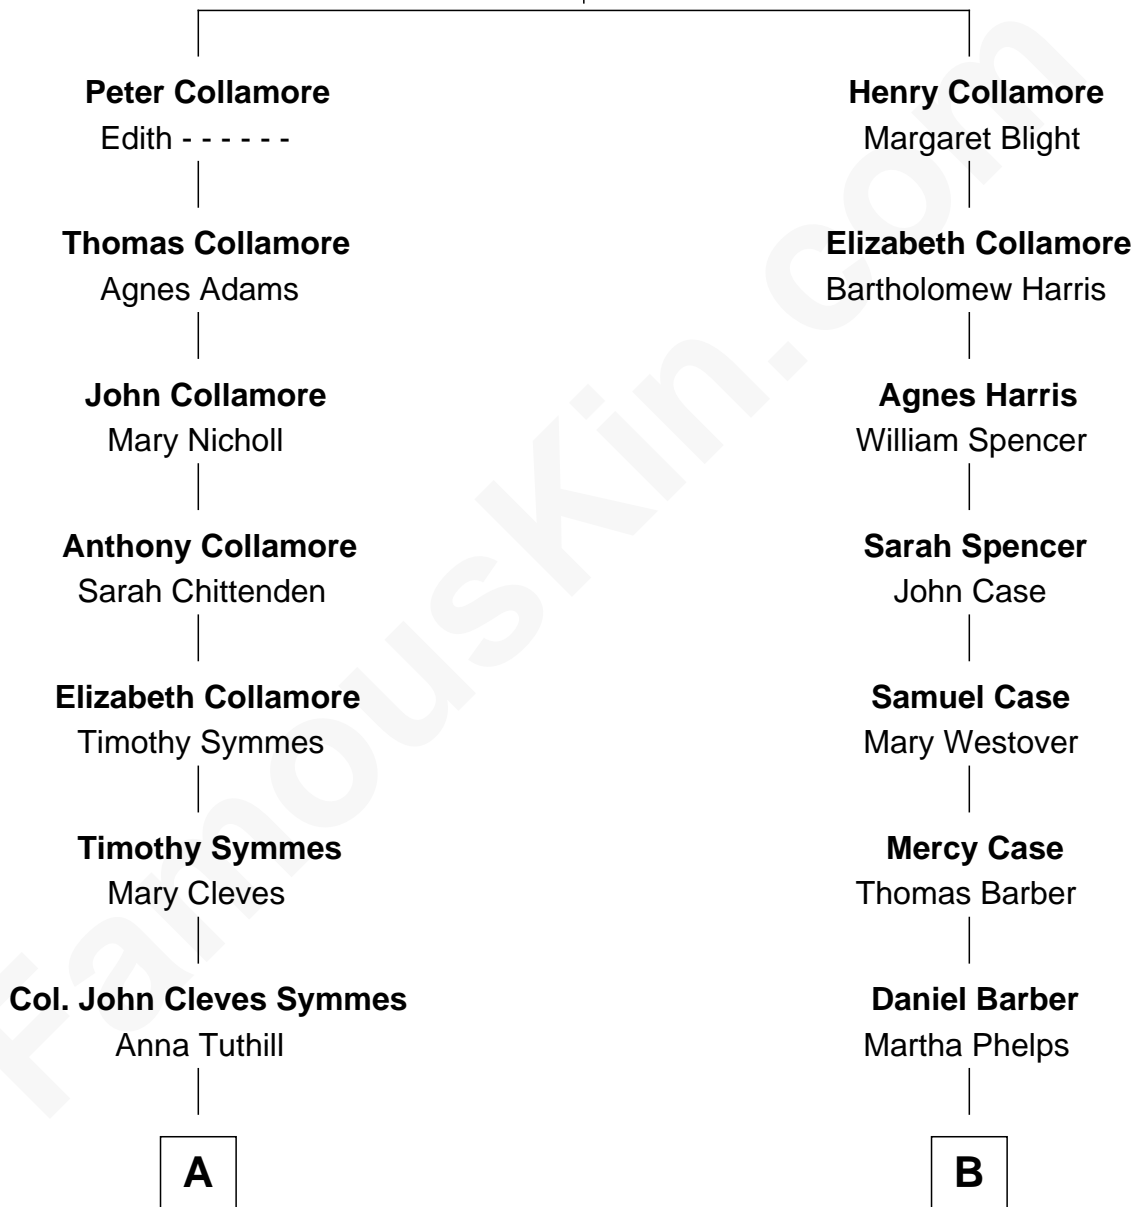 Peter Collamore
Edith - - - - - -
Thomas Collamore
Agnes Adams
John Collamore
Mary Nicholl
Anthony Collamore
Sarah Chittenden
Elizabeth Collamore
Timothy Symmes
Timothy Symmes
Mary Cleves
Col. John Cleves Symmes
Anna Tuthill
A
Henry Collamore
Margaret Blight
Elizabeth Collamore
Bartholomew Harris
Agnes Harris
William Spencer
Sarah Spencer
John Case
Samuel Case
Mary Westover
Mercy Case
Thomas Barber
Daniel Barber
Martha Phelps
B
FamousKin.com